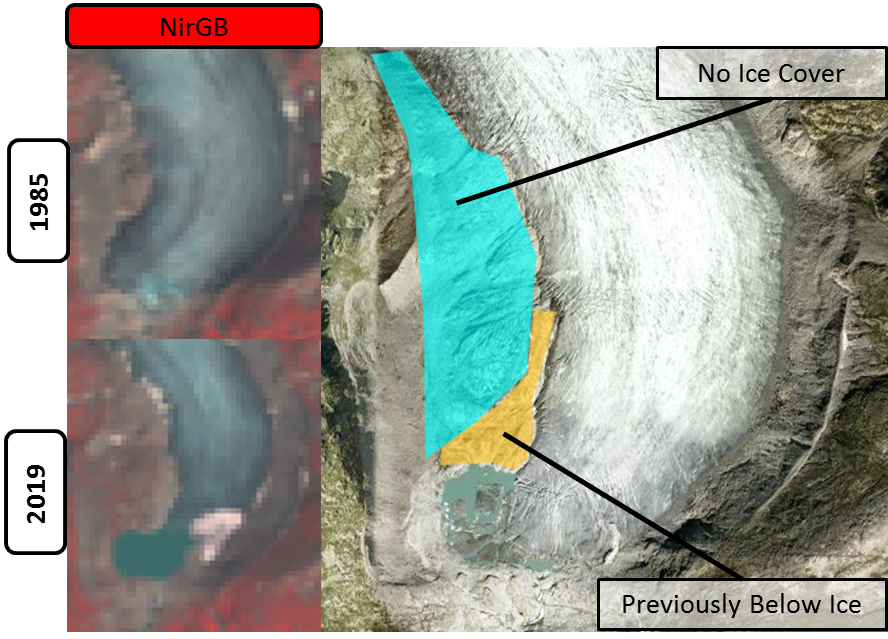 NirGB
No Ice Cover
1985
2019
Previously Below Ice